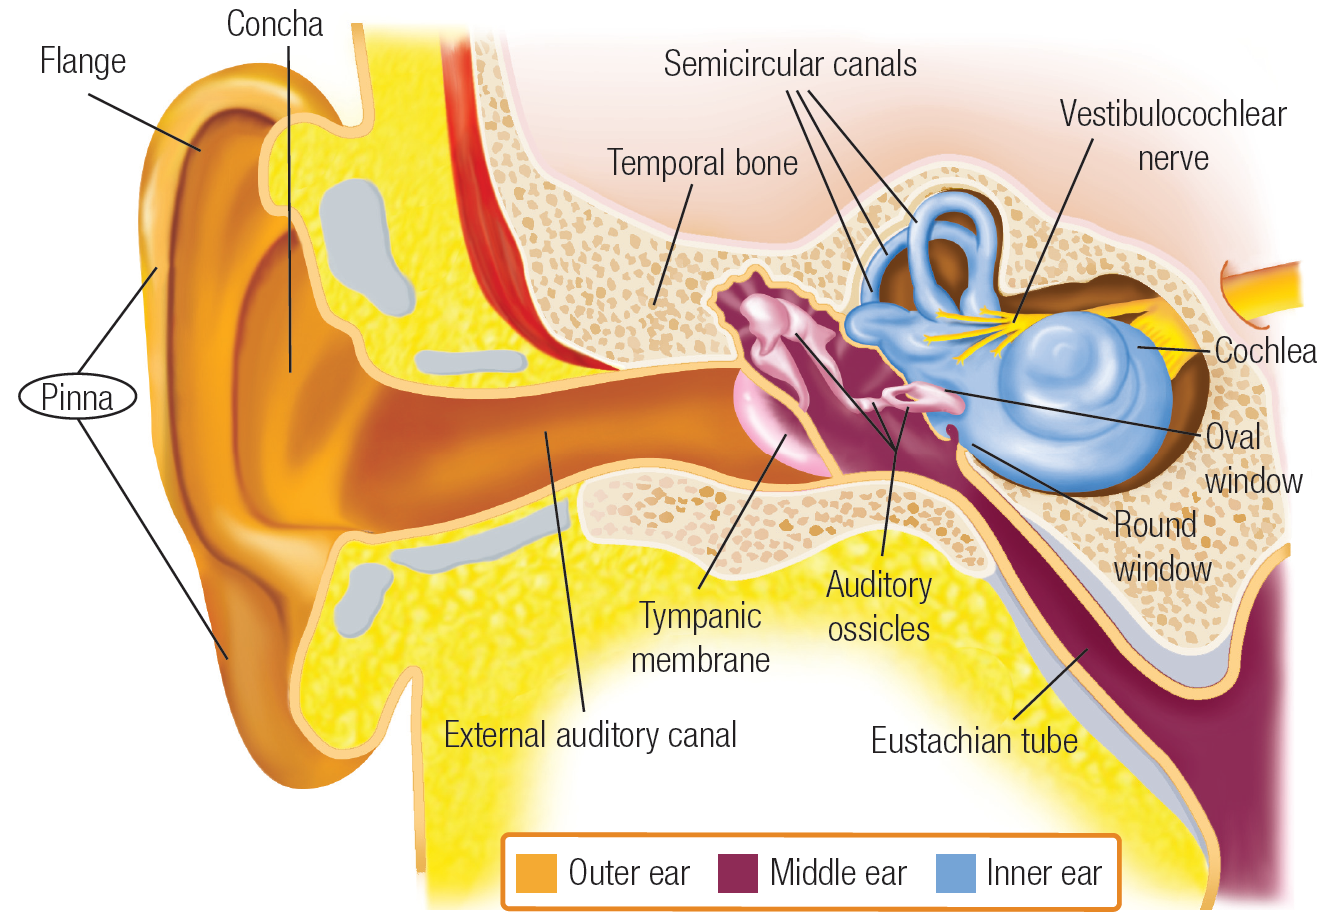 Concha
Flange
Semicircular canals
Vestibulocochlear
nerve
Temporal bone
Cochlea
Pinna
Oval
window
Round
window
Auditory
ossicles
Tympanic
membrane
External auditory canal
Eustachian tube
Outer ear
Middle ear
Inner ear